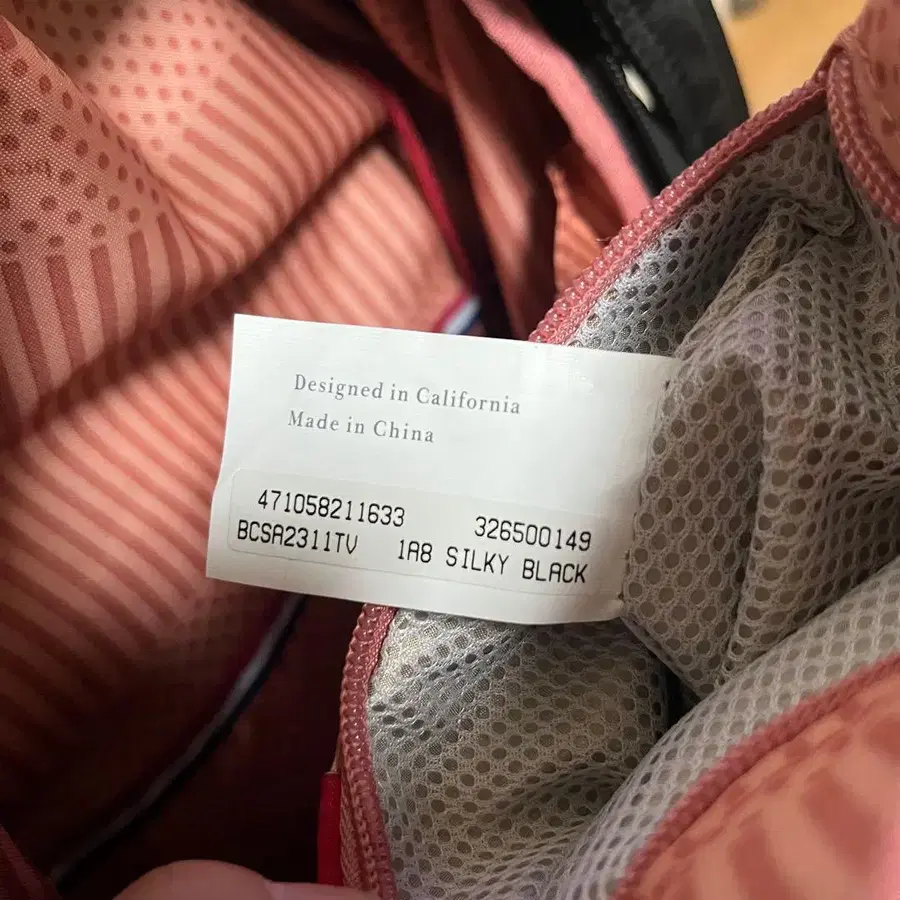 Designed in California
Made in China
471058211633 326500149
BCSA2311TV 1A8 SILKY BLACK